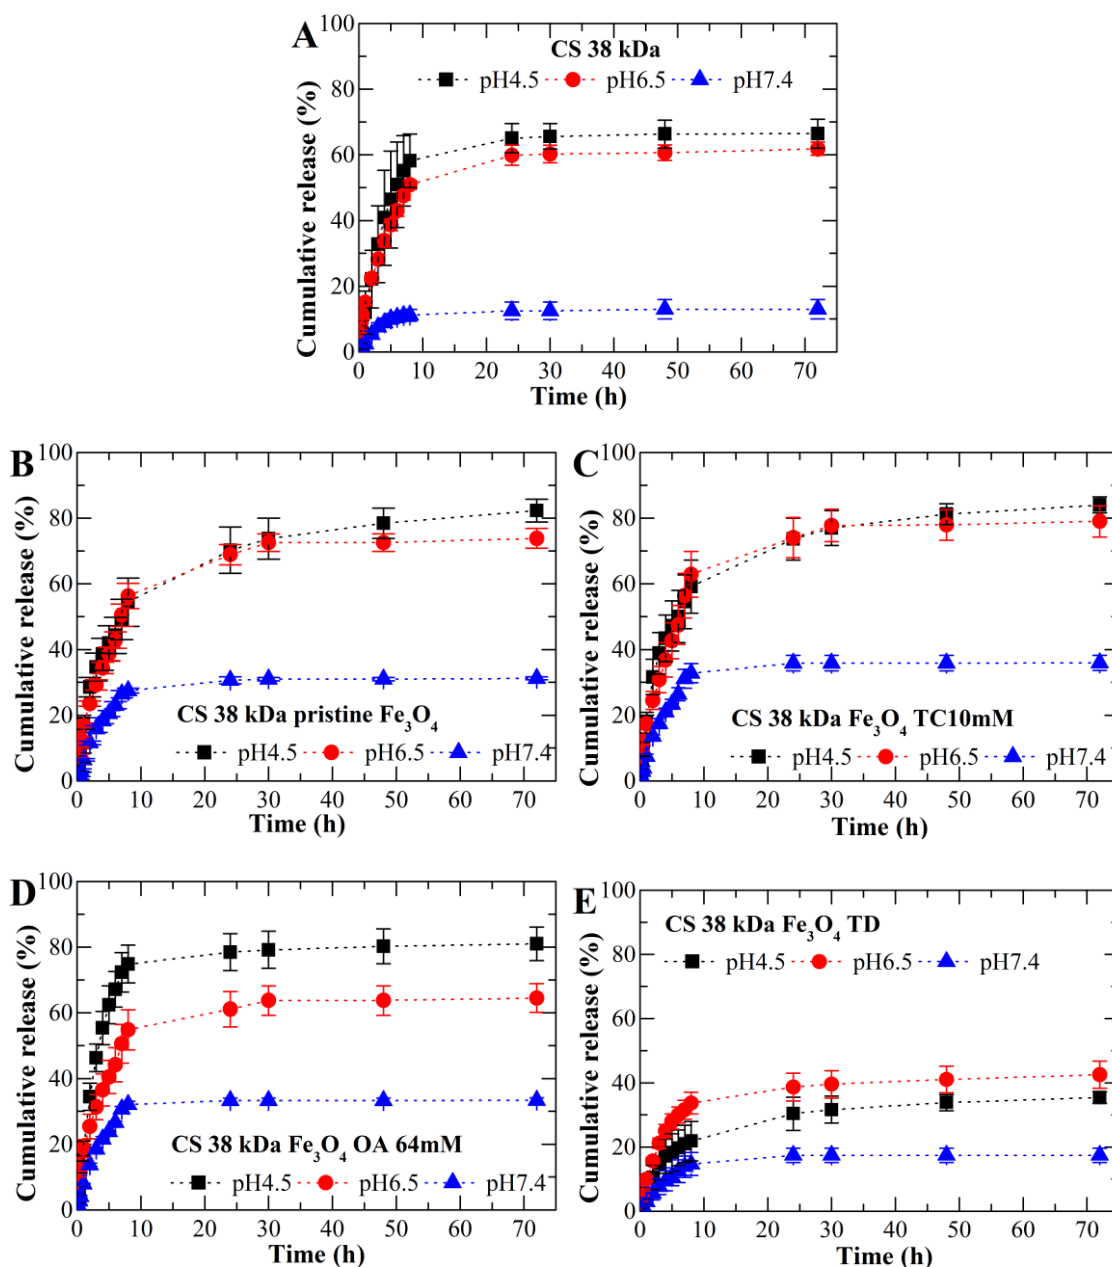 A
CS 38 kDa
pH4.5 pH6.5 pH7.4
Cumulative release (%)
100
80
60
40
20
0
0 10 20 30 40 50 60 70
Time (h)
B
Cumulative release (%)
100
80
60
40
20
0
CS 38 kDa pristine Fe₃O₄
pH4.5 pH6.5 pH7.4
0 10 20 30 40 50 60 70
Time (h)
C
Cumulative release (%)
100
80
60
40
20
0
CS 38 kDa Fe₃O₄ TC10mM
pH4.5 pH6.5 pH7.4
0 10 20 30 40 50 60 70
Time (h)
D
Cumulative release (%)
100
80
60
40
20
0
CS 38 kDa Fe₃O₄ OA 64mM
pH4.5 pH6.5 pH7.4
0 10 20 30 40 50 60 70
Time (h)
E
CS 38 kDa Fe₃O₄ TD
pH4.5 pH6.5 pH7.4
Cumulative release (%)
100
80
60
40
20
0
0 10 20 30 40 50 60 70
Time (h)